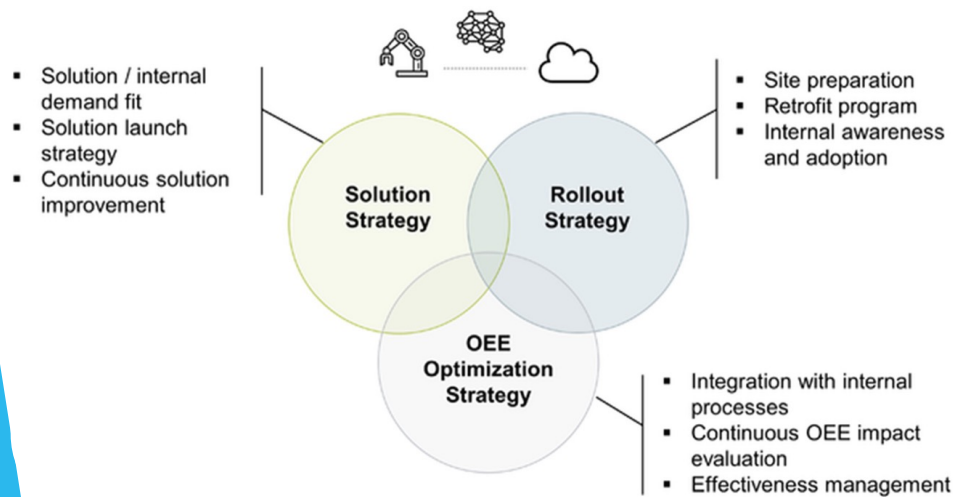 ▪ Solution / internal
demand fit
▪ Solution launch
strategy
▪ Continuous solution
improvement
▪ Site preparation
▪ Retrofit program
▪ Internal awareness
and adoption
Solution
Strategy
Rollout
Strategy
OEE
Optimization
Strategy
▪ Integration with internal
processes
▪ Continuous OEE impact
evaluation
▪ Effectiveness management